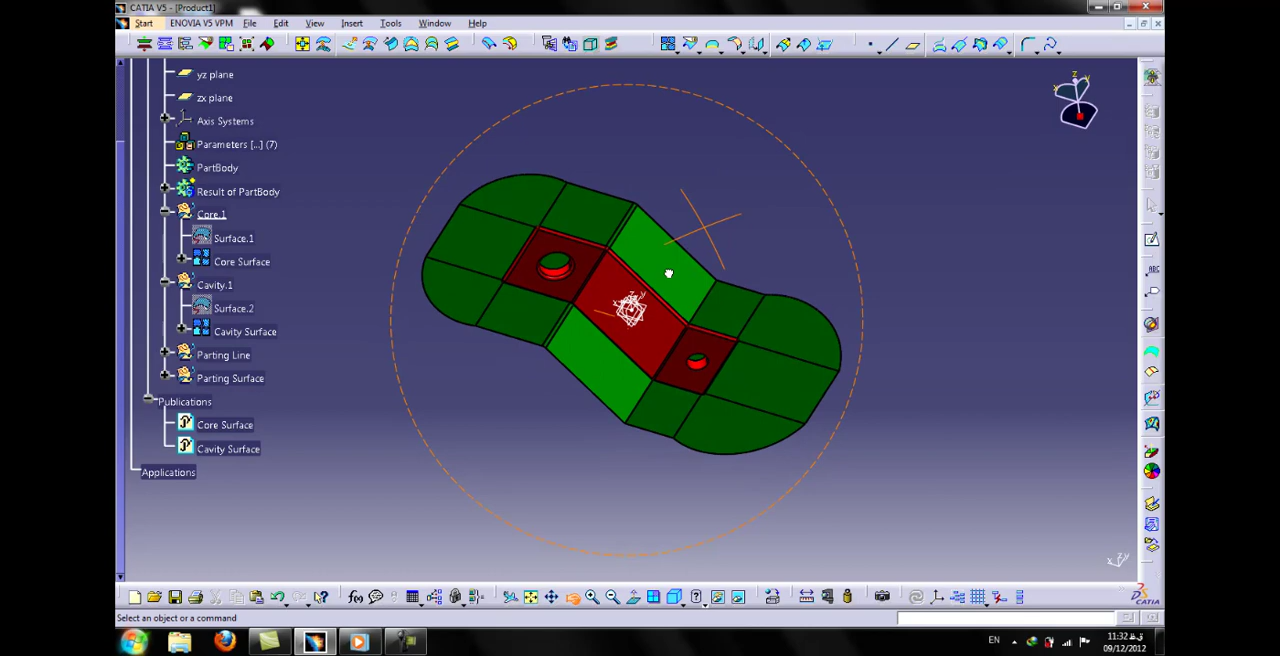 CATIA V5 - [Product1]
Start ENOVIA V5 VPM File Edit View Insert Tools Window Help
yz plane
zx plane
Axis Systems
Parameters [...] (7)
PartBody
Result of PartBody
Core.1
Surface.1
Core Surface
Cavity.1
Surface.2
Cavity Surface
Parting Line
Parting Surface
Publications
Core Surface
Cavity Surface
Applications
Select an object or a command
EN
11:32 ق.ظ
09/12/2012